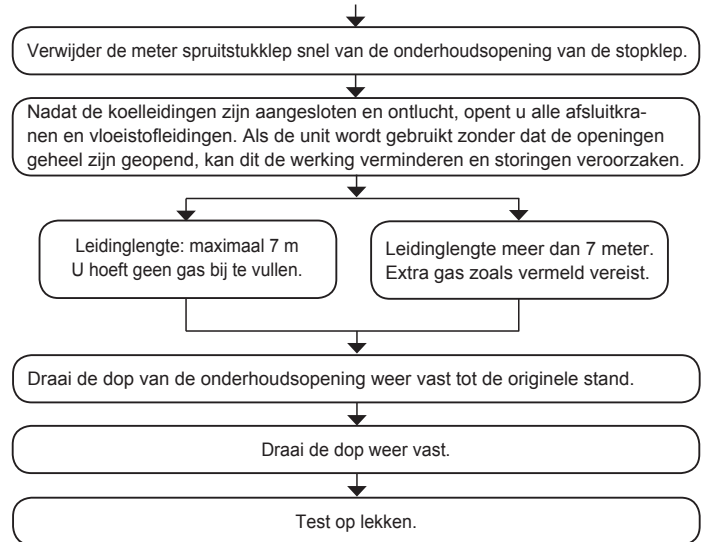 Verwijder de meter spruitstukklep snel van de onderhoudsopening van de stopklep.
Nadat de koelleidingen zijn aangesloten en ontlucht, opent u alle afsluitkra-
nen en vloeistofleidingen. Als de unit wordt gebruikt zonder dat de openingen
geheel zijn geopend, kan dit de werking verminderen en storingen veroorzaken.
Leidinglengte: maximaal 7 m
U hoeft geen gas bij te vullen.
Leidinglengte meer dan 7 meter.
Extra gas zoals vermeld vereist.
Draai de dop van de onderhoudsopening weer vast tot de originele stand.
Draai de dop weer vast.
Test op lekken.